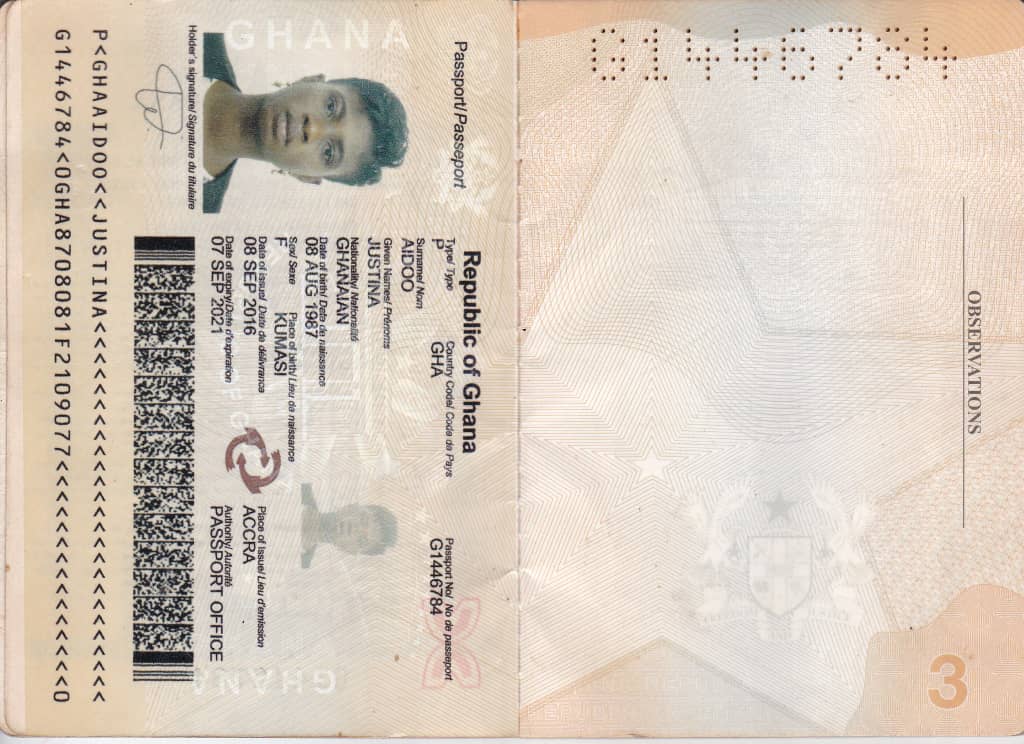 OBSERVATIONS
3
G1446784
Republic of Ghana
Passport/Passeport
Type/ Type Country Code/ Code de Pays Passport No/ No de passeport
P GHA G1446784
Surname/ Nom
AIDOO
Given Names/ Prénoms
JUSTINA
Nationality/ Nationalité
GHANAIAN
Date of birth/ Date de naissance
08 AUG 1987
Sex/ Sexe Place of birth/ Lieu de naissance
F KUMASI
Date of issue/ Date de délivrance Place of Issue/ Lieu d'emission
08 SEP 2016 ACCRA
Date of expiry/ Date d'expiration Authority/ Autorité
07 SEP 2021 PASSPORT OFFICE
Holder's signature/ Signature du titulaire
GHANA
GHANA
P<GHAAIDOO<<JUSTINA<<<<<<<<<<<<<<<<<<<<<<<<<
G1446784<0GHA8708081F2109077<<<<<<<<<<<<<<<0